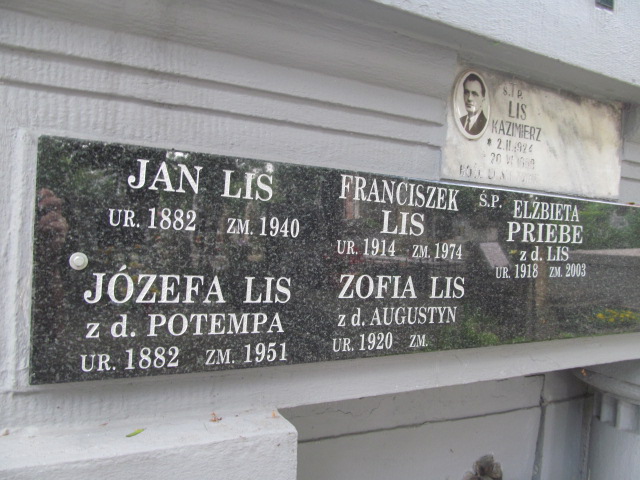 Ś.†P.
LIS
KAZIMIERZ
JAN LIS
UR. 1882 ZM. 1940
JÓZEFA LIS
z d. POTEMPA
UR. 1882 ZM. 1951
FRANCISZEK
LIS
UR. 1914 ZM. 1974
ZOFIA LIS
z d. AUGUSTYN
UR. 1920 ZM.
Ś.P. ELŻBIETA
PRIEBE
z d. LIS
UR. 1918 ZM. 2003